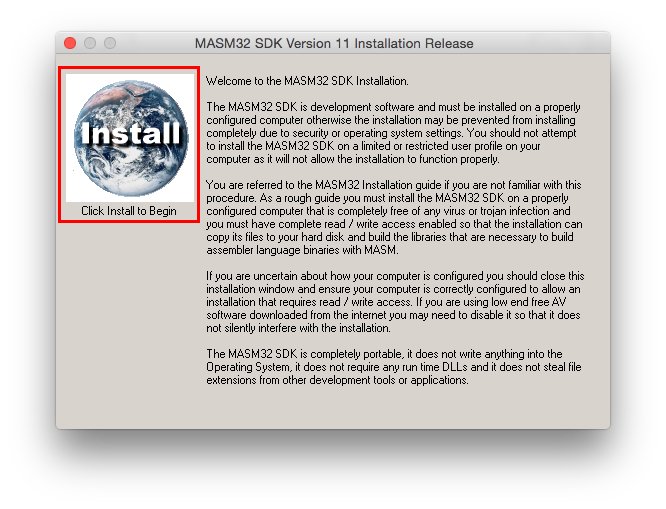 MASM32 SDK Version 11 Installation Release
Install
Click Install to Begin
Welcome to the MASM32 SDK Installation.
The MASM32 SDK is development software and must be installed on a properly
configured computer otherwise the installation may be prevented from installing
completely due to security or operating system settings. You should not attempt
to install the MASM32 SDK on a limited or restricted user profile on your
computer as it will not allow the installation to function properly.
You are referred to the MASM32 Installation guide if you are not familiar with this
procedure. As a rough guide you must install the MASM32 SDK on a properly
configured computer that is completely free of any virus or trojan infection and
you must have complete read / write access enabled so that the installation can
copy its files to your hard disk and build the libraries that are necessary to build
assembler language binaries with MASM.
If you are uncertain about how your computer is configured you should close this
installation window and ensure your computer is correctly configured to allow an
installation that requires read / write access. If you are using low end free AV
software downloaded from the internet you may need to disable it so that it does
not silently interfere with the installation.
The MASM32 SDK is completely portable, it does not write anything into the
Operating System, it does not require any run time DLLs and it does not steal file
extensions from other development tools or applications.